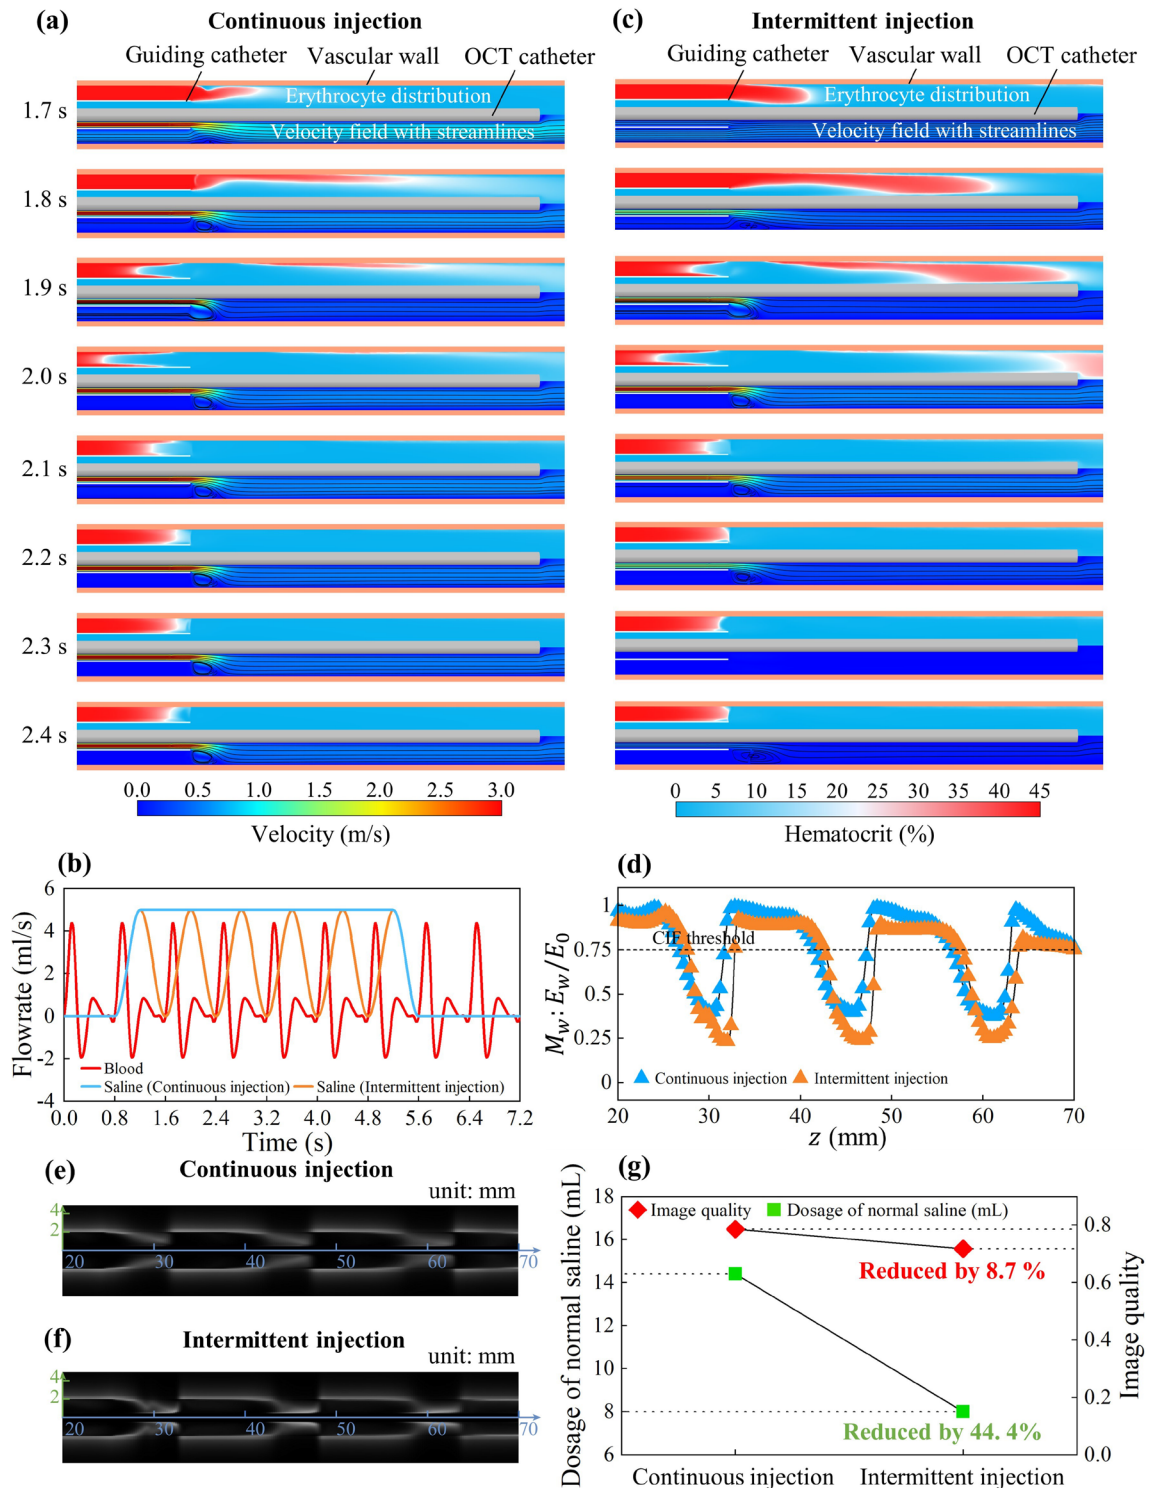 (a)
Continuous injection
(c)
Intermittent injection
Guiding catheter
Vascular wall
OCT catheter
Guiding catheter
Vascular wall
OCT catheter
1.7 s
Erythrocyte distribution
Velocity field with streamlines
Erythrocyte distribution
Velocity field with streamlines
1.8 s
1.9 s
2.0 s
2.1 s
2.2 s
2.3 s
2.4 s
0.0 0.5 1.0 1.5 2.0 2.5 3.0
Velocity (m/s)
0 5 10 15 20 25 30 35 40 45
Hematocrit (%)
(b)
Flowrate (ml/s)
6
4
2
0
-2
-4
Blood
Saline (Continuous injection)
Saline (Intermittent injection)
0.0 0.8 1.6 2.4 3.2 4.0 4.8 5.6 6.4 7.2
Time (s)
(d)
M_w: E_w/E_0
1
0.75
0.5
0.25
0
CIF threshold
Continuous injection
Intermittent injection
20 30 40 50 60 70
z (mm)
(e)
Continuous injection
unit: mm
4
2
20 30 40 50 60 70
(f)
Intermittent injection
unit: mm
4
2
20 30 40 50 60 70
(g)
Dosage of normal saline (mL)
18
16
14
12
10
8
6
Image quality
Dosage of normal saline (mL)
Reduced by 8.7 %
Reduced by 44. 4%
0.8
0.6
0.4
0.2
0.0
Image quality
Continuous injection
Intermittent injection